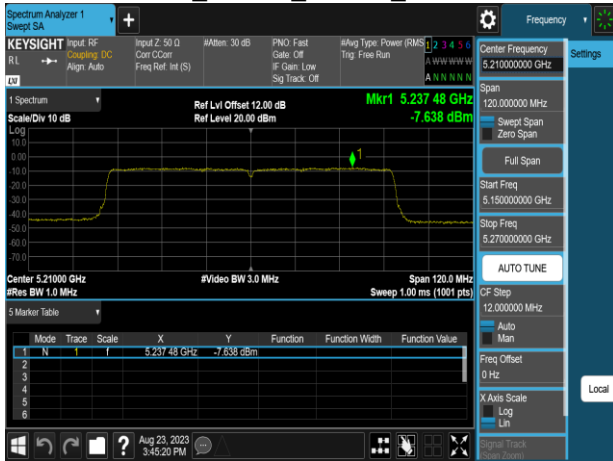 Spectrum Analyzer 1
Swept SA
Frequency
KEYSIGHT
RL
LXI
Input: RF
Coupling: DC
Align: Auto
Input Z: 50 Ω
Corr CCorr
Freq Ref: Int (S)
#Atten: 30 dB
PNO: Fast
Gate: Off
IF Gain: Low
Sig Track: Off
#Avg Type: Power (RMS
Trig: Free Run
1 2 3 4 5 6
A W W W W W
A N N N N N
Center Frequency
5.210000000 GHz
Settings
Span
120.000000 MHz
Swept Span
Zero Span
Full Span
Start Freq
5.150000000 GHz
Stop Freq
5.270000000 GHz
AUTO TUNE
CF Step
12.000000 MHz
Auto
Man
Freq Offset
0 Hz
X Axis Scale
Log
Lin
Signal Track
(Span Zoom)
Local
1 Spectrum
Scale/Div 10 dB
Ref Lvl Offset 12.00 dB
Ref Level 20.00 dBm
Mkr1 5.237 48 GHz
-7.638 dBm
Log
10.0
0.00
-10.0
-20.0
-30.0
-40.0
-50.0
-60.0
-70.0
1
Center 5.21000 GHz
#Res BW 1.0 MHz
#Video BW 3.0 MHz
Span 120.0 MHz
Sweep 1.00 ms (1001 pts)
5 Marker Table
Mode Trace Scale X Y Function Function Width Function Value
1 N 1 f 5.237 48 GHz -7.638 dBm
2
3
4
5
6
?
Aug 23, 2023
3:45:20 PM